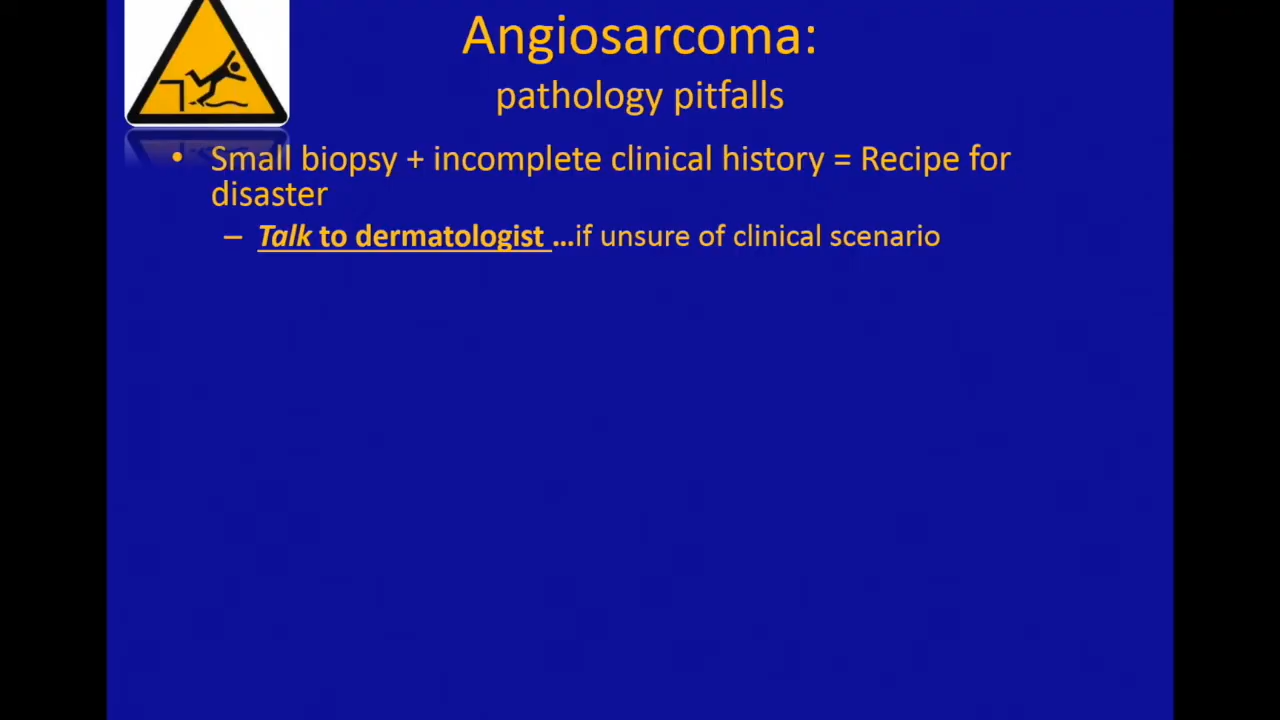 Angiosarcoma:
pathology pitfalls
• Small biopsy + incomplete clinical history = Recipe for
disaster
– Talk to dermatologist ...if unsure of clinical scenario